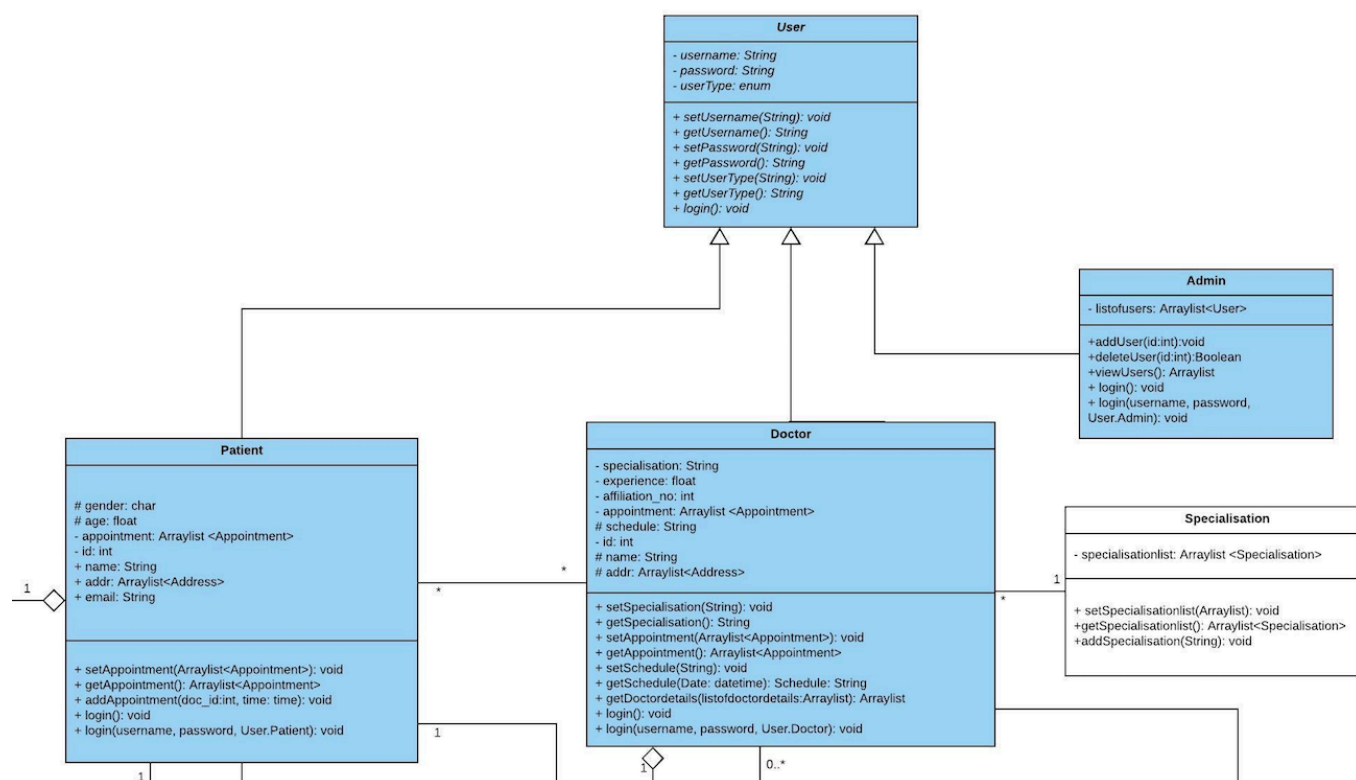 User
- username: String
- password: String
- userType: enum
+ setUsername(String): void
+ getUsername(): String
+ setPassword(String): void
+ getPassword(): String
+ setUserType(String): void
+ getUserType(): String
+ login(): void
Admin
- listofusers: Arraylist<User>
+addUser(id:int):void
+deleteUser(id:int):Boolean
+viewUsers(): Arraylist
+ login(): void
+ login(username, password,
User.Admin): void
Patient
# gender: char
# age: float
- appointment: Arraylist <Appointment>
- id: int
+ name: String
+ addr: Arraylist<Address>
+ email: String
+ setAppointment(Arraylist<Appointment>): void
+ getAppointment(): Arraylist<Appointment>
+ addAppointment(doc_id:int, time: time): void
+ login(): void
+ login(username, password, User.Patient): void
1
*
*
1
1
Doctor
- specialisation: String
- experience: float
- affiliation_no: int
- appointment: Arraylist <Appointment>
# schedule: String
- id: int
# name: String
# addr: Arraylist<Address>
+ setSpecialisation(String): void
+ getSpecialisation(): String
+ setAppointment(Arraylist<Appointment>): void
+ getAppointment(): Arraylist<Appointment>
+ setSchedule(String): void
+ getSchedule(Date: datetime): Schedule: String
+ getDoctordetails(listofdoctordetails:Arraylist): Arraylist
+ login(): void
+ login(username, password, User.Doctor): void
1
0..*
*
1
Specialisation
- specialisationlist: Arraylist <Specialisation>
+ setSpecialisationlist(Arraylist): void
+getSpecialisationlist(): Arraylist<Specialisation>
+addSpecialisation(String): void